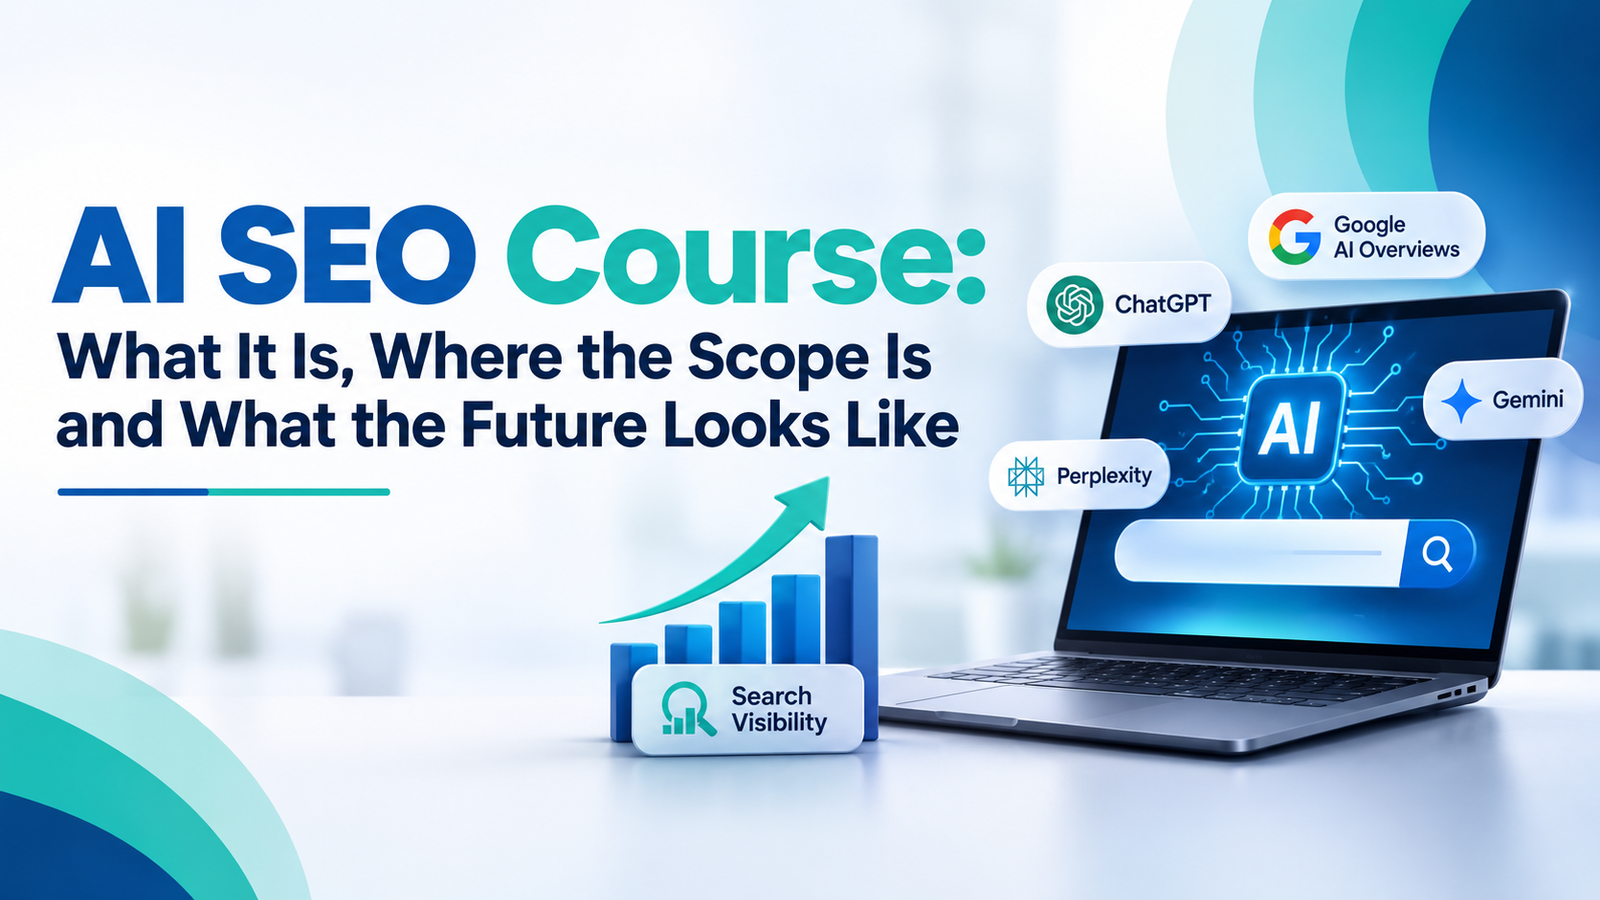 AI SEO Course:
What It Is, Where the Scope Is
and What the Future Looks Like
Google
AI Overviews
ChatGPT
Gemini
Perplexity
AI
Search
Visibility